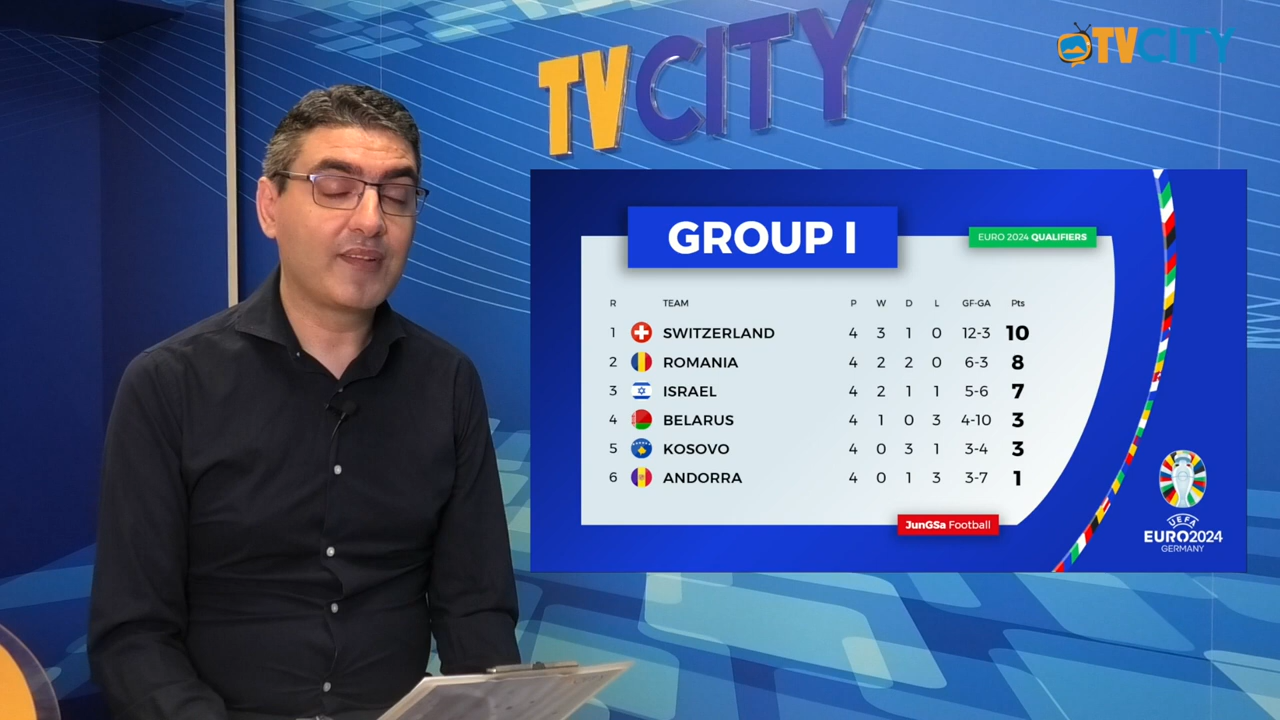 TVCITY
TVCITY
GROUP I
EURO 2024 QUALIFIERS
R TEAM P W D L GF-GA Pts
1 SWITZERLAND 4 3 1 0 12-3 10
2 ROMANIA 4 2 2 0 6-3 8
3 ISRAEL 4 2 1 1 5-6 7
4 BELARUS 4 1 0 3 4-10 3
5 KOSOVO 4 0 3 1 3-4 3
6 ANDORRA 4 0 1 3 3-7 1
JunGSa Football
UEFA
EURO2024
GERMANY